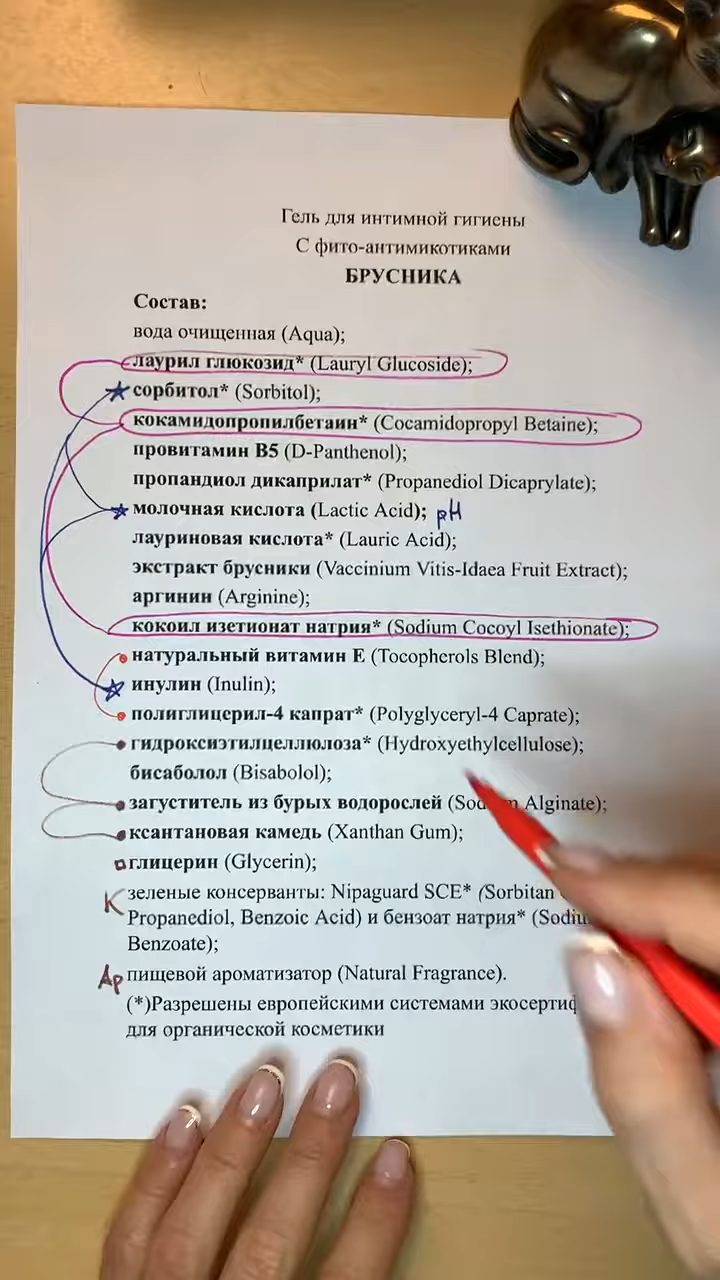 Гель для интимной гигиены
С фито-антимикотиками
БРУСНИКА
Состав:
вода очищенная (Aqua);
лаурил глюкозид* (Lauryl Glucoside);
сорбитол* (Sorbitol);
кокамидопропилбетаин* (Cocamidopropyl Betaine);
провитамин В5 (D-Panthenol);
пропандиол дикаприлат* (Propanediol Dicaprylate);
молочная кислота (Lactic Acid); pH
лауриновая кислота* (Lauric Acid);
экстракт брусники (Vaccinium Vitis-Idaea Fruit Extract);
аргинин (Arginine);
кокоил изетионат натрия* (Sodium Cocoyl Isethionate);
натуральный витамин Е (Tocopherols Blend);
инулин (Inulin);
полиглицерил-4 капрат* (Polyglyceryl-4 Caprate);
гидроксиэтилцеллюлоза* (Hydroxyethylcellulose);
бисаболол (Bisabolol);
загуститель из бурых водорослей (Sodium Alginate);
ксантановая камедь (Xanthan Gum);
глицерин (Glycerin);
К зеленые консерванты: Nipaguard SCE* (Sorbitan
Propanediol, Benzoic Acid) и бензоат натрия* (
Benzoate);
Ар пищевой ароматизатор (Natural Fragrance).
(*)Разрешены европейскими системами
для органической косметики